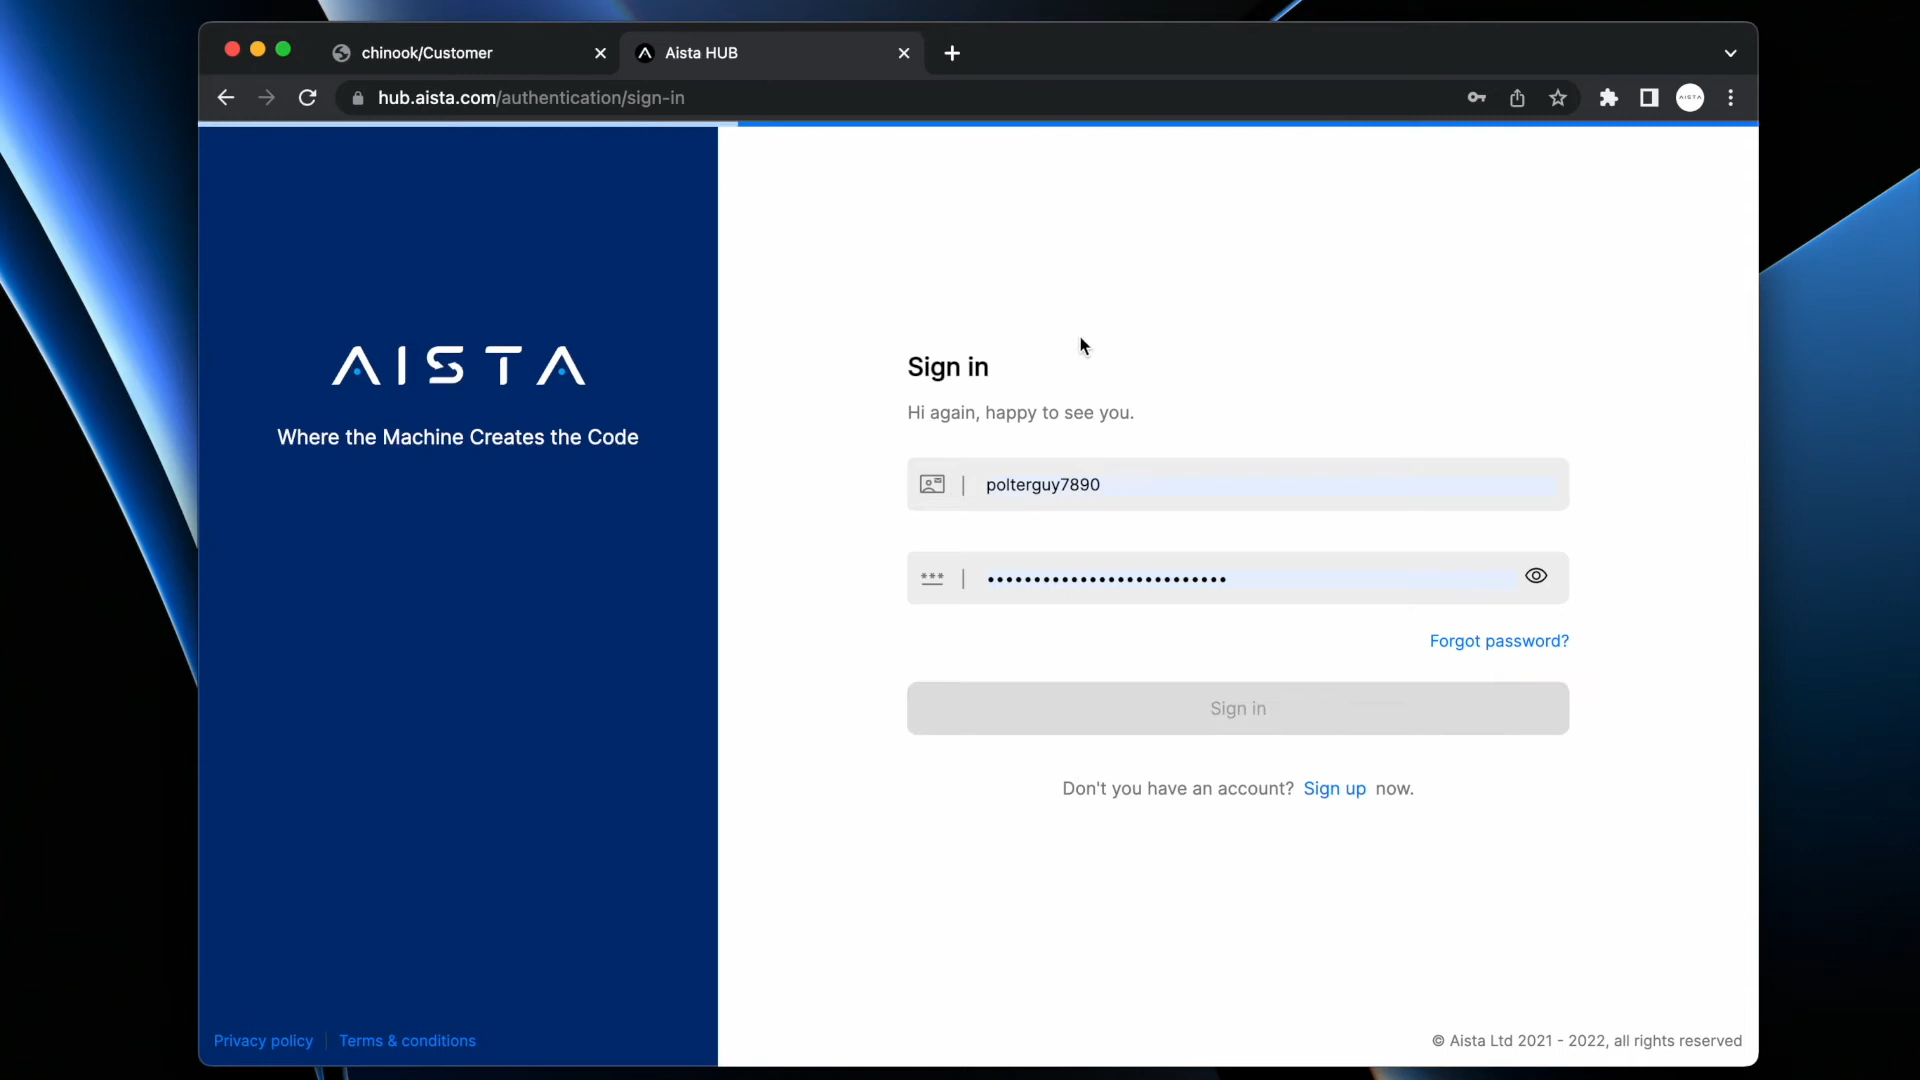 chinook/Customer
Aista HUB
hub.aista.com/authentication/sign-in
AISTA
AISTA
Where the Machine Creates the Code
Sign in
Hi again, happy to see you.
polterguy7890
***
••••••••••••••••••••••••••
Forgot password?
Sign in
Don't you have an account? Sign up now.
Privacy policy | Terms & conditions
© Aista Ltd 2021 - 2022, all rights reserved